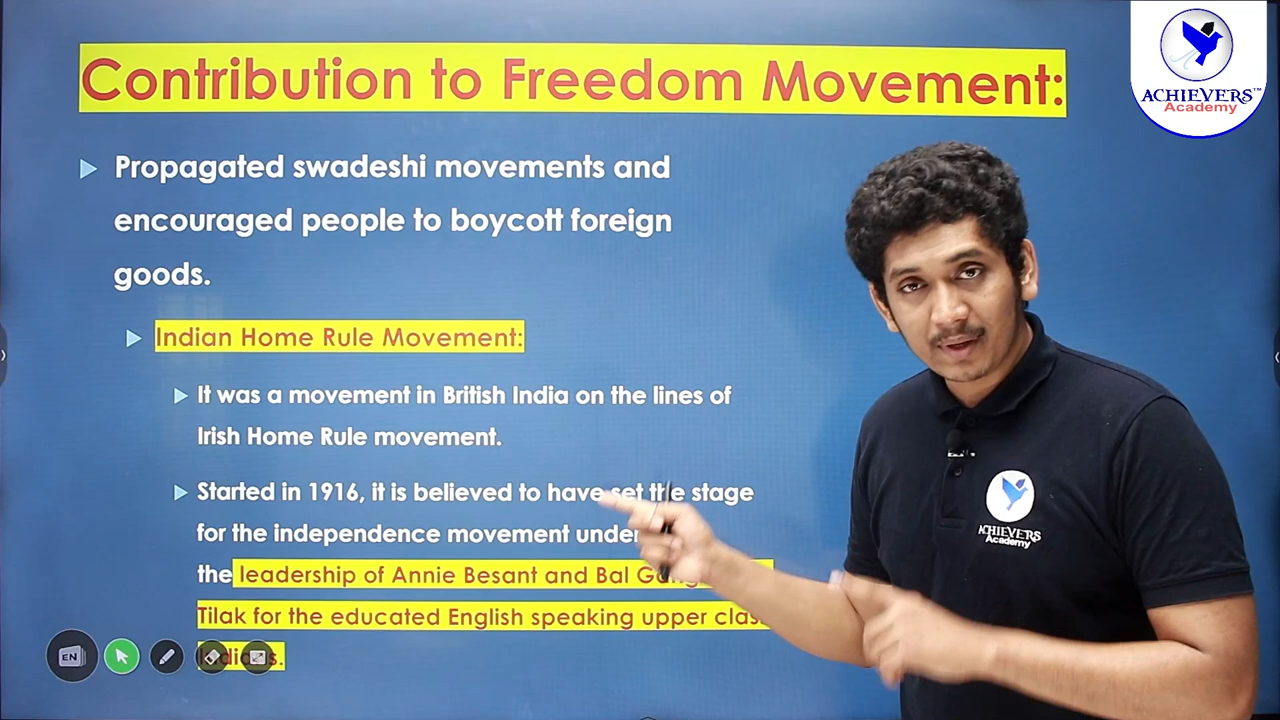 Contribution to Freedom Movement:
ACHIEVERS™
Academy
Propagated swadeshi movements and
encouraged people to boycott foreign
goods.
Indian Home Rule Movement:
It was a movement in British India on the lines of
Irish Home Rule movement.
Started in 1916, it is believed to have set the stage
for the independence movement under
the leadership of Annie Besant and Bal
Tilak for the educated English speaking upper
EN
ACHIEVERS
Academy